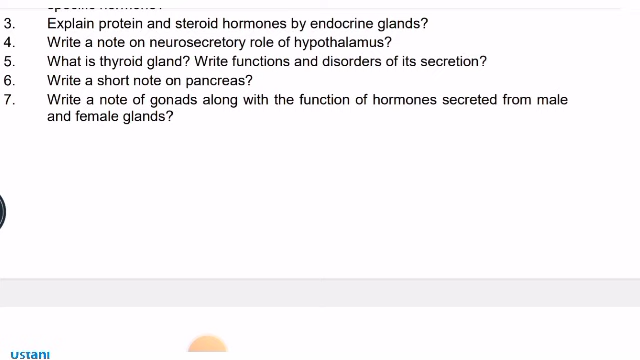 3. Explain protein and steroid hormones by endocrine glands?
4. Write a note on neurosecretory role of hypothalamus?
5. What is thyroid gland? Write functions and disorders of its secretion?
6. Write a short note on pancreas?
7. Write a note of gonads along with the function of hormones secreted from male
and female glands?